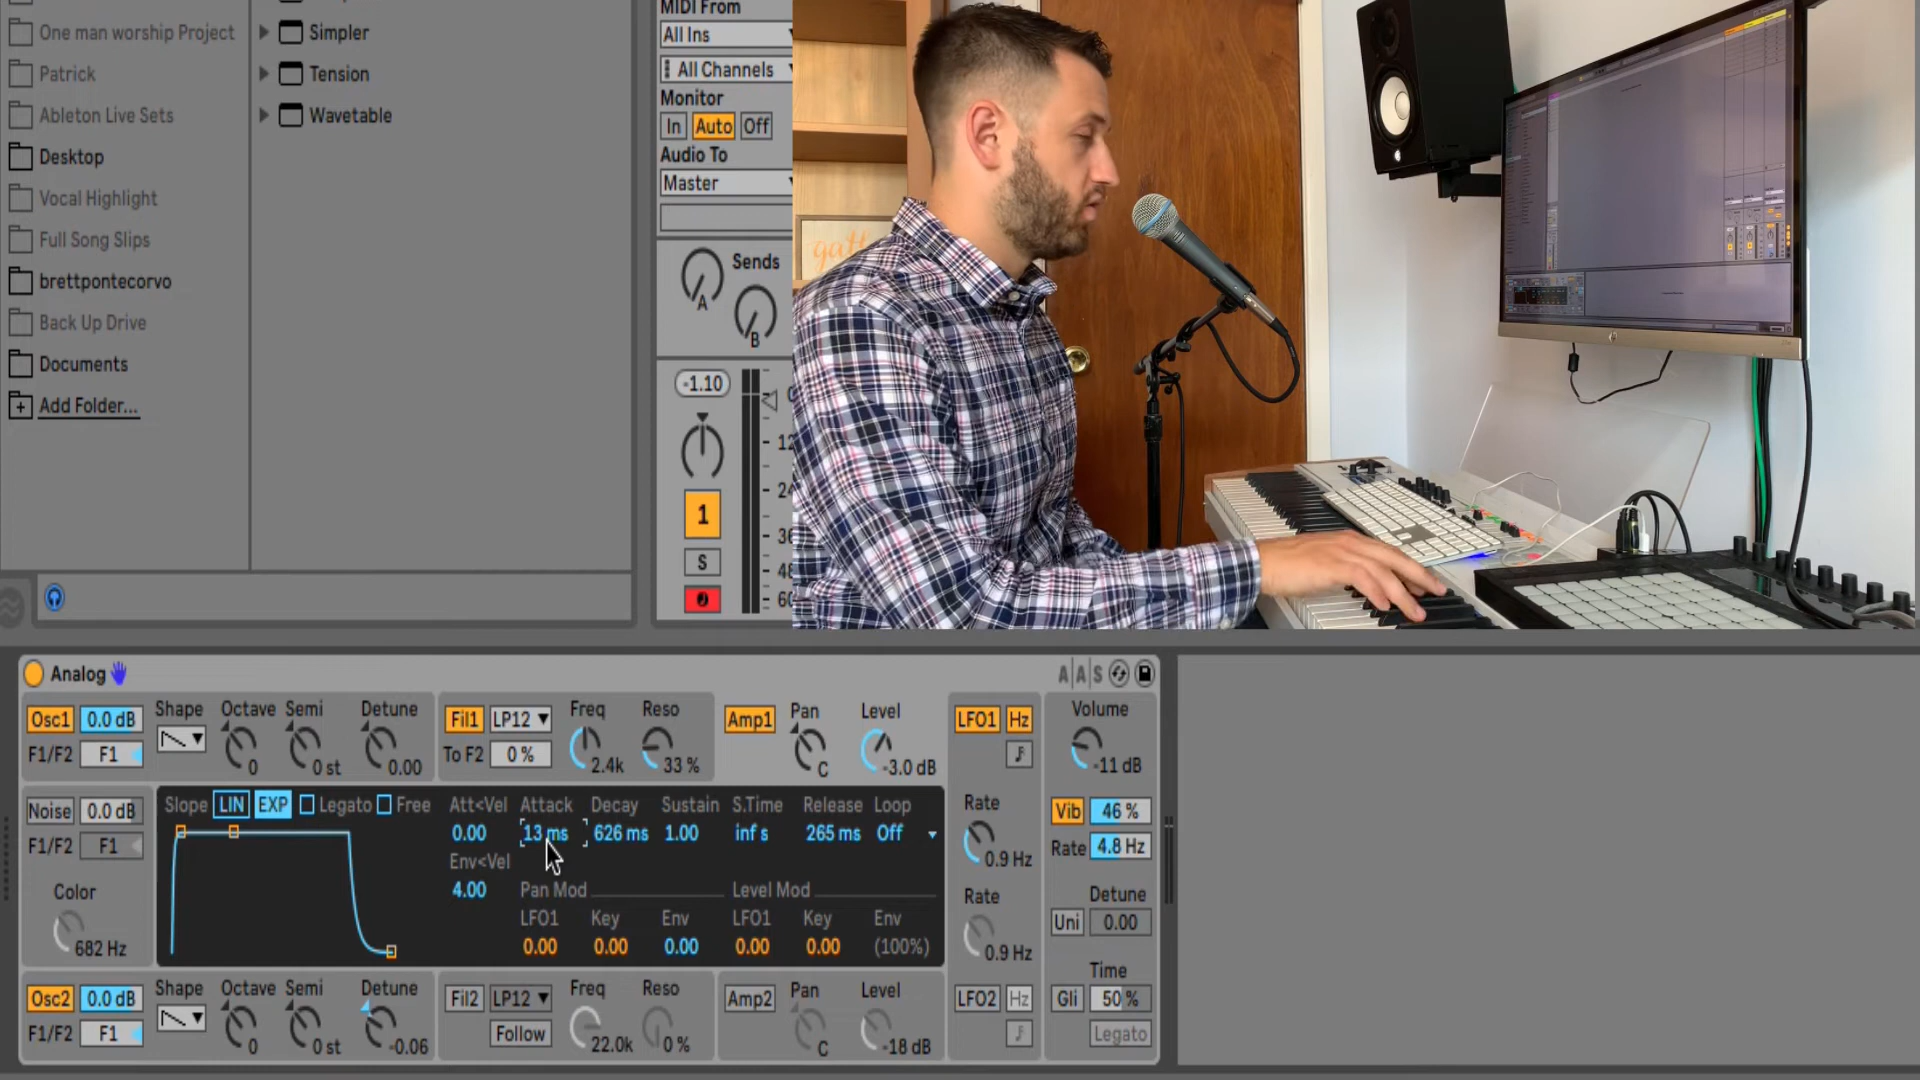 One man worship Project
Patrick
Ableton Live Sets
Desktop
Vocal Highlight
Full Song Slips
brettpontecorvo
Back Up Drive
Documents
Add Folder...
Simpler
Tension
Wavetable
MIDI From
All Ins
All Channels
Monitor
In Auto Off
Audio To
Master
Sends
A
B
-1.10
1
S
Analog
AAS
Osc1 0.0 dB Shape Octave Semi Detune
F1/F2 F1 0 0 st 0.00
Fil1 LP12 Freq Reso
To F2 0 % 2.4k 33 %
Amp1 Pan Level
C -3.0 dB
LFO1 Hz
Volume
-11 dB
Noise 0.0 dB
F1/F2 F1
Color
682 Hz
Slope LIN EXP Legato Free
Att<Vel Attack Decay Sustain S.Time Release Loop
0.00 13 ms 626 ms 1.00 inf s 265 ms Off
Env<Vel
4.00 Pan Mod Level Mod
LFO1 Key Env LFO1 Key Env
0.00 0.00 0.00 0.00 0.00 (100%)
Rate
0.9 Hz
Rate
0.9 Hz
Vib 46 %
Rate 4.8 Hz
Detune
Uni 0.00
Time
Gli 50 %
Legato
Osc2 0.0 dB Shape Octave Semi Detune
F1/F2 F1 0 0 st -0.06
Fil2 LP12 Freq Reso
Follow 22.0k 0 %
Amp2 Pan Level
C -18 dB
LFO2 Hz